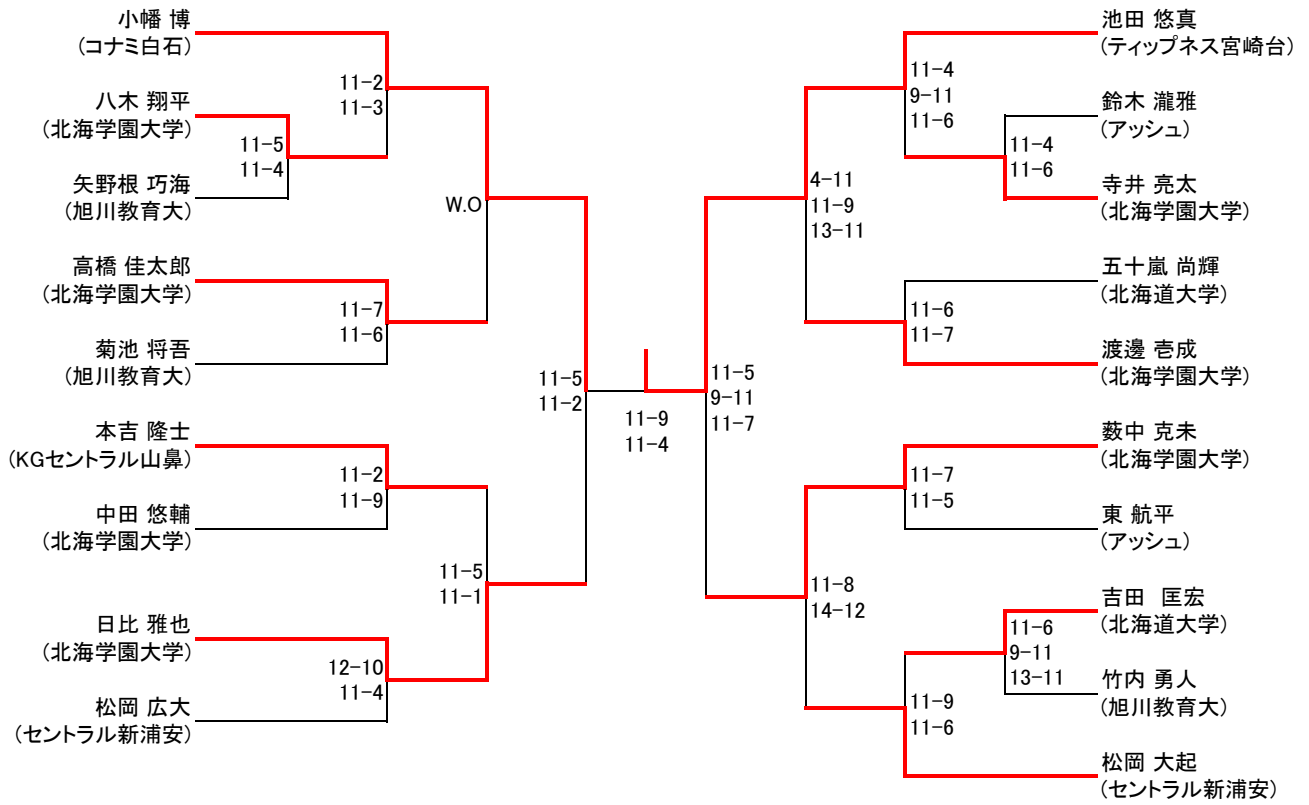 小幡 博
(コナミ白石)
八木 翔平
(北海学園大学)
矢野根 巧海
(旭川教育大)
高橋 佳太郎
(北海学園大学)
菊池 将吾
(旭川教育大)
本吉 隆士
(KGセントラル山鼻)
中田 悠輔
(北海学園大学)
日比 雅也
(北海学園大学)
松岡 広大
(セントラル新浦安)
11-2
11-3
11-5
11-4
W.O
11-7
11-6
11-5
11-2
11-2
11-9
11-5
11-1
12-10
11-4
11-9
11-4
池田 悠真
(ティップネス宮崎台)
鈴木 瀧雅
(アッシュ)
寺井 亮太
(北海学園大学)
五十嵐 尚輝
(北海道大学)
渡邊 壱成
(北海学園大学)
薮中 克未
(北海学園大学)
東 航平
(アッシュ)
吉田　匡宏
(北海道大学)
竹内 勇人
(旭川教育大)
松岡 大起
(セントラル新浦安)
11-4
9-11
11-6
11-4
11-6
4-11
11-9
13-11
11-6
11-7
11-5
9-11
11-7
11-7
11-5
11-8
14-12
11-6
9-11
13-11
11-9
11-6